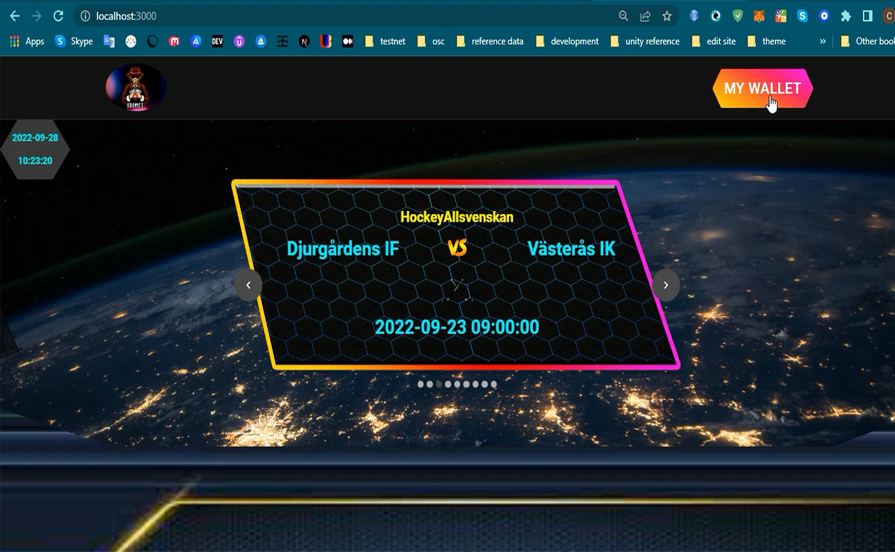 localhost:3000
Apps
Skype
DEV
testnet
osc
reference data
development
unity reference
edit site
theme
»
Other book
MY WALLET
2022-09-28
10:23:20
HockeyAllsvenskan
Djurgårdens IF
VS
Västerås IK
2022-09-23 09:00:00